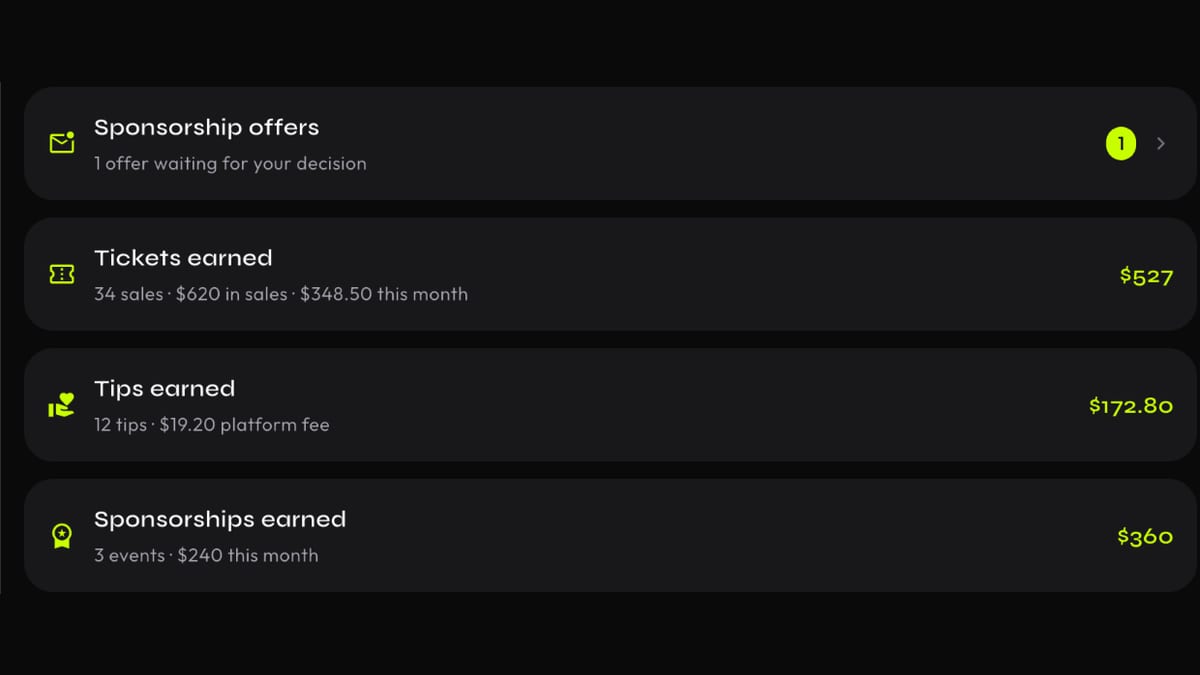 Sponsorship offers
1 offer waiting for your decision
1
Tickets earned
34 sales · $620 in sales · $348.50 this month
$527
Tips earned
12 tips · $19.20 platform fee
$172.80
Sponsorships earned
3 events · $240 this month
$360